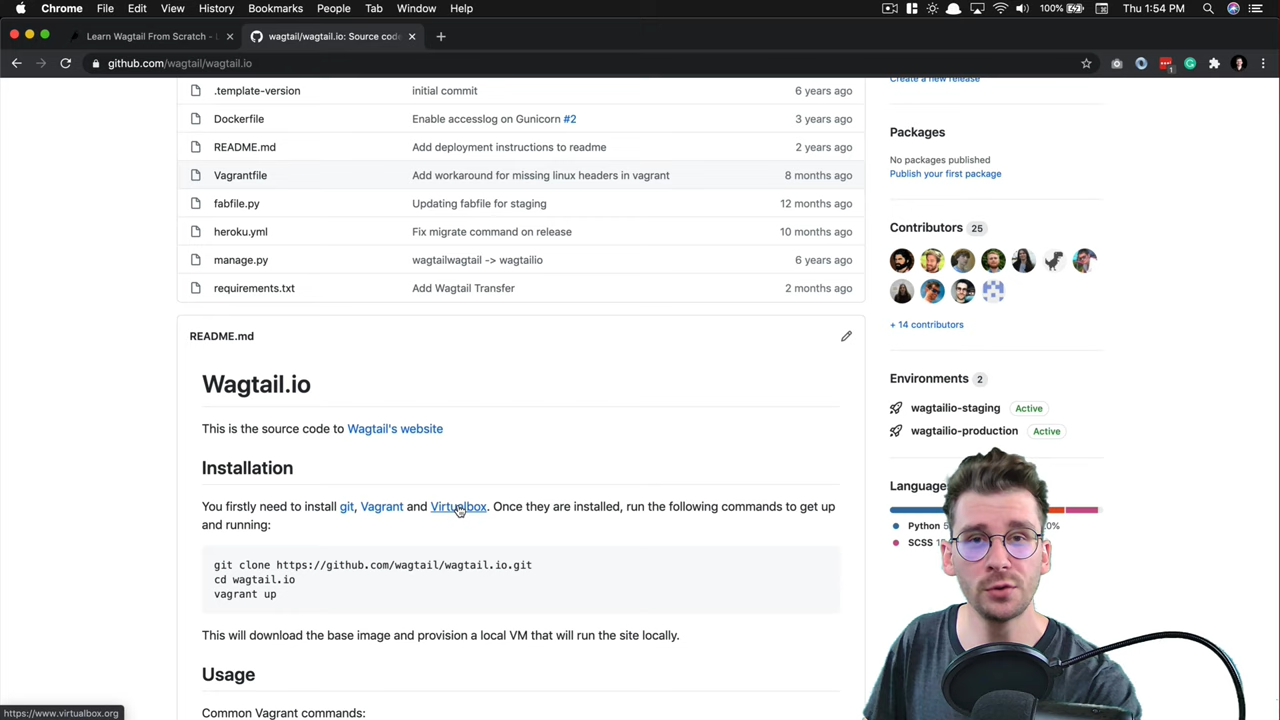 Chrome File Edit View History Bookmarks People Tab Window Help 100% Thu 1:54 PM
Learn Wagtail From Scratch - L
wagtail/wagtail.io: Source code
github.com/wagtail/wagtail.io
1
.template-version initial commit 6 years ago
Dockerfile Enable accesslog on Gunicorn #2 3 years ago
README.md Add deployment instructions to readme 2 years ago
Vagrantfile Add workaround for missing linux headers in vagrant 8 months ago
fabfile.py Updating fabfile for staging 12 months ago
heroku.yml Fix migrate command on release 10 months ago
manage.py wagtailwagtail -> wagtailio 6 years ago
requirements.txt Add Wagtail Transfer 2 months ago
README.md
Wagtail.io
This is the source code to Wagtail's website
Installation
You firstly need to install git, Vagrant and Virtualbox. Once they are installed, run the following commands to get up
and running:
git clone https://github.com/wagtail/wagtail.io.git
cd wagtail.io
vagrant up
This will download the base image and provision a local VM that will run the site locally.
Usage
Common Vagrant commands:
Create a new release
Packages
No packages published
Publish your first package
Contributors 25
+ 14 contributors
Environments 2
wagtailio-staging Active
wagtailio-production Active
Languages
Python
SCSS
https://www.virtualbox.org